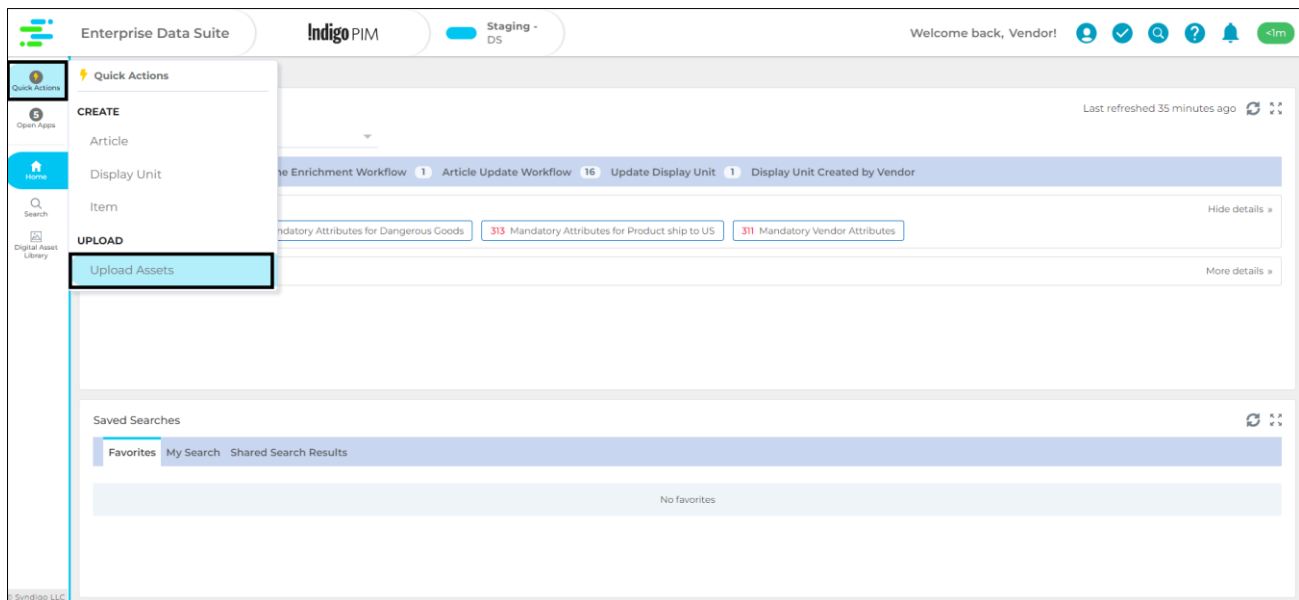 Enterprise Data Suite
!ndigo PIM
Staging -
DS
Welcome back, Vendor!
<1m
Quick Actions
5
Open Apps
Home
Search
Digital Asset
Library
Quick Actions
CREATE
Article
Display Unit
Item
UPLOAD
Upload Assets
Last refreshed 35 minutes ago
Enrichment Workflow 1 Article Update Workflow 16 Update Display Unit 1 Display Unit Created by Vendor
Hide details »
Attributes for Dangerous Goods 313 Mandatory Attributes for Product ship to US 311 Mandatory Vendor Attributes
More details »
Saved Searches
Favorites My Search Shared Search Results
No favorites
© Syndigo LLC